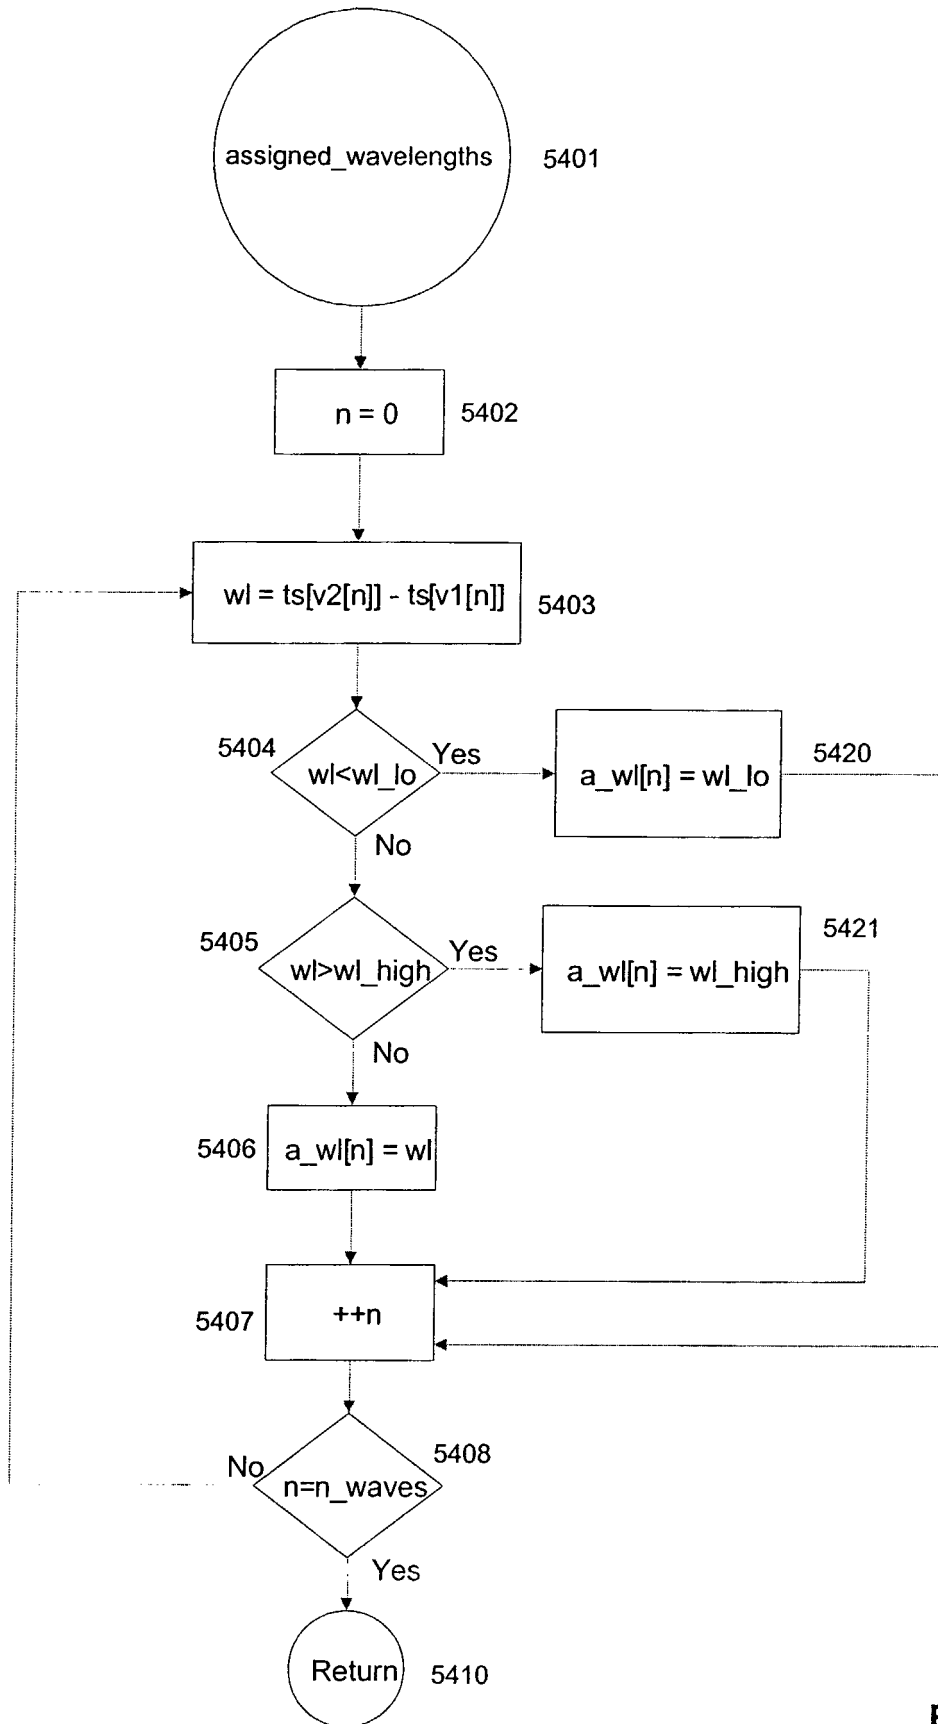 assigned_wavelengths
5401
n = 0
5402
wl = ts[v2[n]] - ts[v1[n]]
5403
5404
wl<wl_lo
Yes
a_wl[n] = wl_lo
5420
No
5405
wl>wl_high
Yes
a_wl[n] = wl_high
5421
No
5406
a_wl[n] = wl
5407
++n
No
n=n_waves
5408
Yes
Return
5410